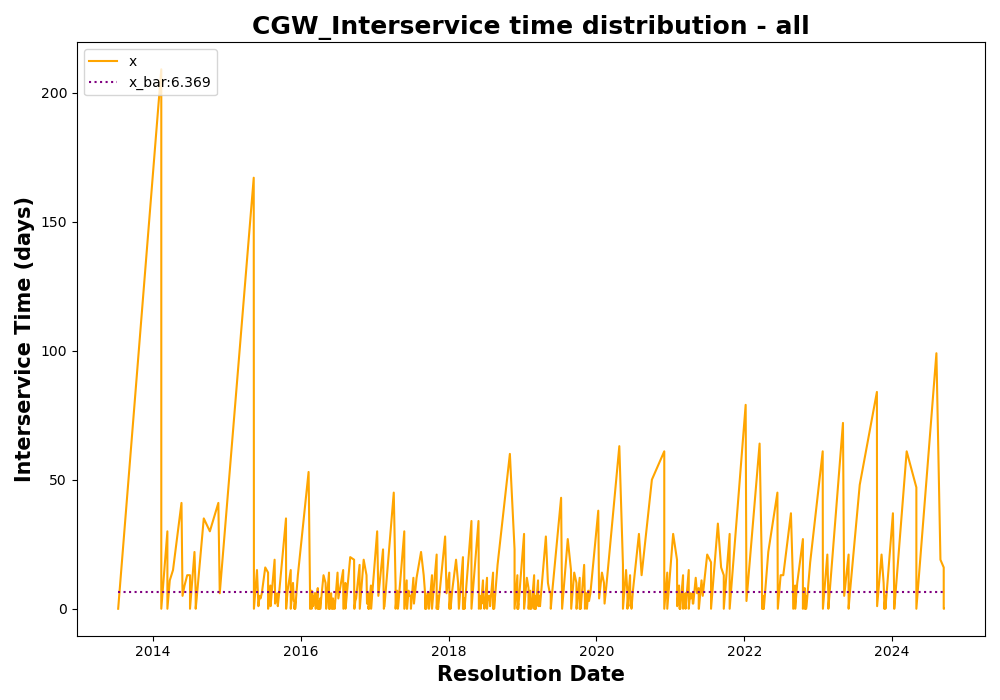 CGW_Interservice time distribution - all
x
x_bar:6.369
Interservice Time (days)
200
150
100
50
0
2014 2016 2018 2020 2022 2024
Resolution Date